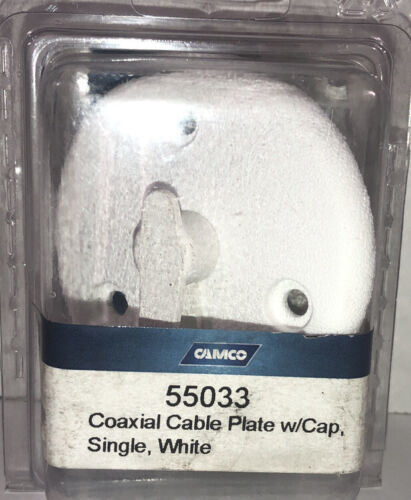 CAMCO
55033
Coaxial Cable Plate w/Cap,
Single, White